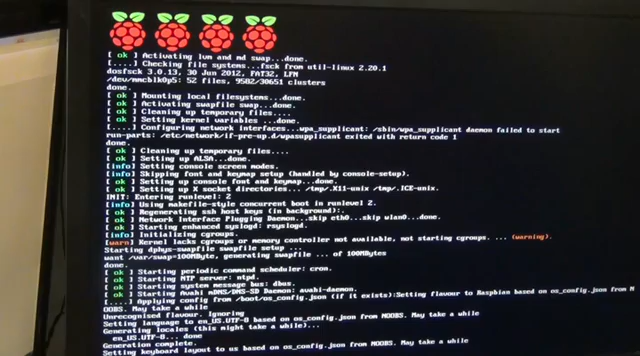 [ ok ] Activating lvm and md swap...done.
[....] Checking file systems...fsck from util-linux 2.20.1
dosfsck 3.0.13, 30 Jun 2012, FAT32, LFN
/dev/mmcblk0p5: 52 files, 9582/30651 clusters
done.
[ ok ] Mounting local filesystems...done.
[ ok ] Activating swapfile swap...done.
[ ok ] Cleaning up temporary files....
[ ok ] Setting kernel variables ...done.
[....] Configuring network interfaces...wpa_supplicant: /sbin/wpa_supplicant daemon failed to start
run-parts: /etc/network/if-pre-up.d/wpasupplicant exited with return code 1
done.
[ ok ] Cleaning up temporary files....
[ ok ] Setting up ALSA...done.
[info] Setting console screen modes.
[info] Skipping font and keymap setup (handled by console-setup).
[ ok ] Setting up console font and keymap...done.
[ ok ] Setting up X socket directories... /tmp/.X11-unix /tmp/.ICE-unix.
INIT: Entering runlevel: 2
[info] Using makefile-style concurrent boot in runlevel 2.
[ ok ] Regenerating ssh host keys (in background):.
[ ok ] Network Interface Plugging Daemon...skip eth0...skip wlan0...done.
[ ok ] Starting enhanced syslogd: rsyslogd.
[info] Initializing cgroups.
[warn] Kernel lacks cgroups or memory controller not available, not starting cgroups. ... (warning).
Starting dphys-swapfile swapfile setup ...
want /var/swap=100MByte, generating swapfile ... of 100MBytes
done.
[ ok ] Starting periodic command scheduler: cron.
[ ok ] Starting NTP server: ntpd.
[ ok ] Starting system message bus: dbus.
[ ok ] Starting Avahi mDNS/DNS-SD Daemon: avahi-daemon.
[....] Applying config from /boot/os_config.json (if it exists):Setting flavour to Raspbian based on os_config.json from N
OOBS. May take a while
Unrecognised flavour. Ignoring
Setting language to en_US.UTF-8 based on os_config.json from NOOBS. May take a while
Generating locales (this might take a while)...
en_US.UTF-8... done
Generation complete.
Setting keyboard layout to us based on os_config.json from NOOBS. May take a while